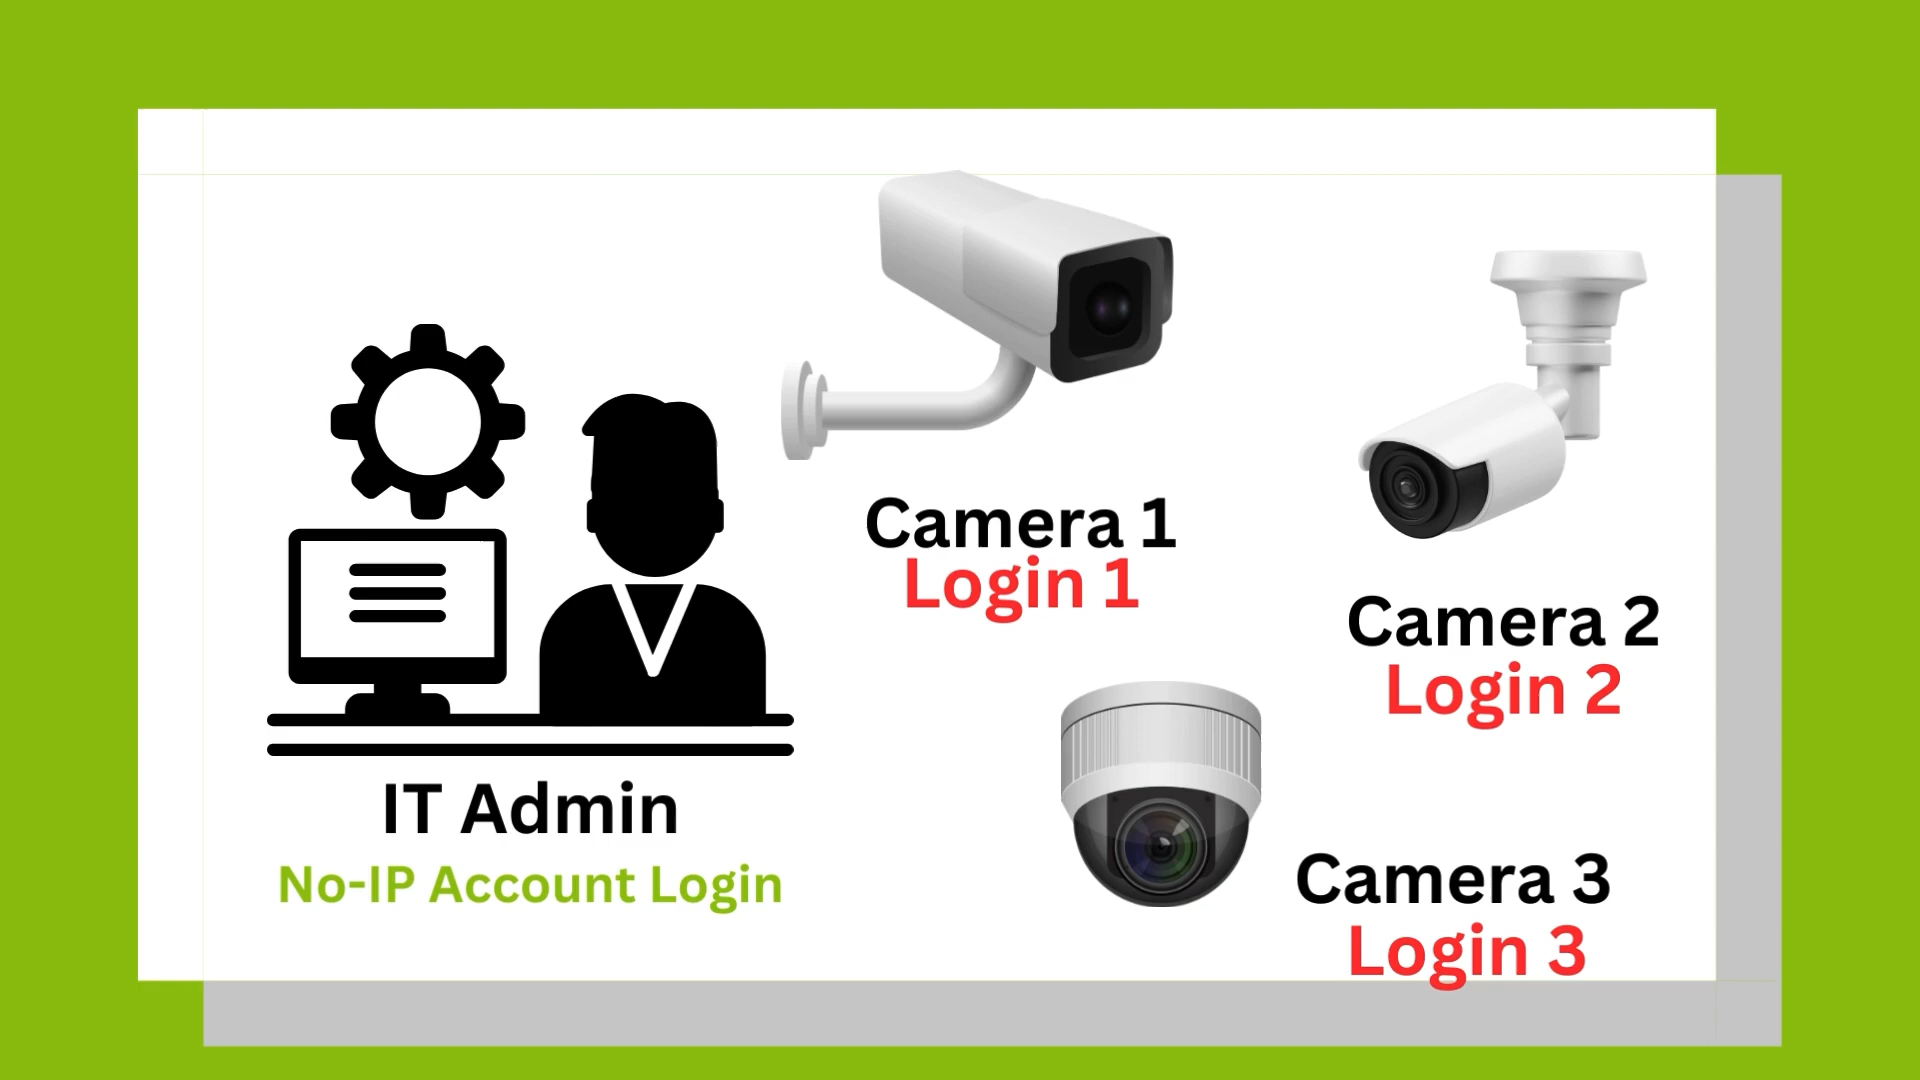 Camera 1
Login 1
Camera 2
Login 2
IT Admin
No-IP Account Login
Camera 3
Login 3